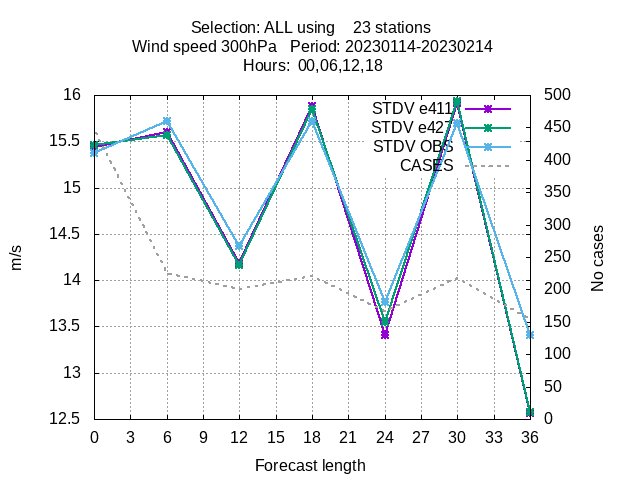 Selection: ALL using    23 stations
Wind speed 300hPa   Period: 20230114-20230214
Hours: 00,06,12,18
16
15.5
15
14.5
14
13.5
13
12.5
500
450
400
350
300
250
200
150
100
50
0
STDV e411
STDV e42
STDV OBS
CASES
m/s
No cases
0 3 6 9 12 15 18 21 24 27 30 33 36
Forecast length